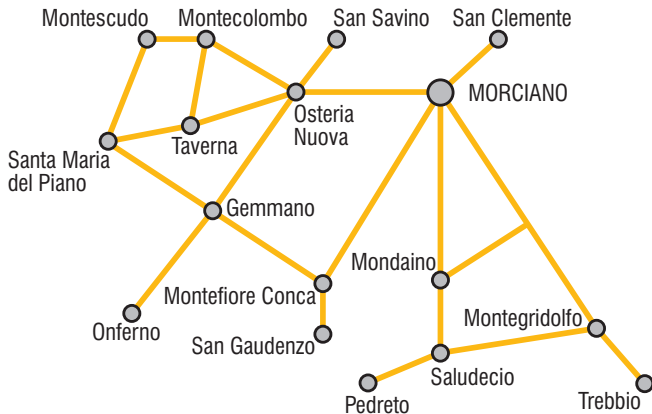 Montescudo
Montecolombo
San Savino
San Clemente
MORCIANO
Osteria
Nuova
Taverna
Santa Maria
del Piano
Gemmano
Mondaino
Montefiore Conca
Montegridolfo
Onferno
San Gaudenzo
Saludecio
Pedreto
Trebbio